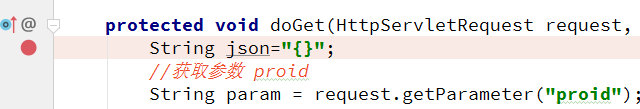 @ protected void doGet(HttpServletRequest request,
String json="{}";
//获取参数 proid
String param = request.getParameter("proid");